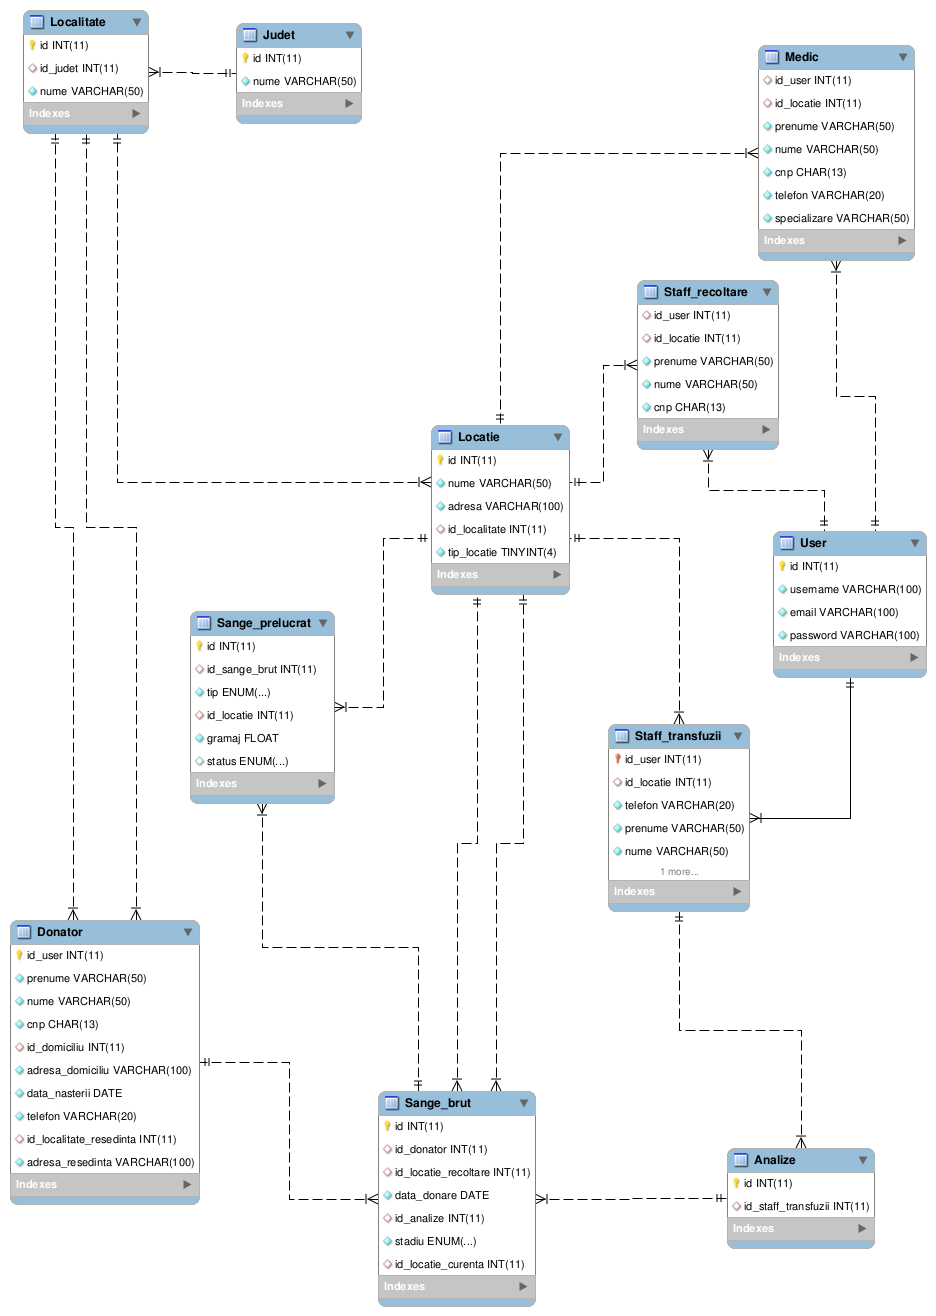 Localitate
id INT(11)
id_judet INT(11)
nume VARCHAR(50)
Indexes
Judet
id INT(11)
nume VARCHAR(50)
Indexes
Medic
id_user INT(11)
id_locatie INT(11)
prenume VARCHAR(50)
nume VARCHAR(50)
cnp CHAR(13)
telefon VARCHAR(20)
specializare VARCHAR(50)
Indexes
Staff_recoltare
id_user INT(11)
id_locatie INT(11)
prenume VARCHAR(50)
nume VARCHAR(50)
cnp CHAR(13)
Indexes
Locatie
id INT(11)
nume VARCHAR(50)
adresa VARCHAR(100)
id_localitate INT(11)
tip_locatie TINYINT(4)
Indexes
User
id INT(11)
username VARCHAR(100)
email VARCHAR(100)
password VARCHAR(100)
Indexes
Sange_prelucrat
id INT(11)
id_sange_brut INT(11)
tip ENUM(...)
id_locatie INT(11)
gramaj FLOAT
status ENUM(...)
Indexes
Staff_transfuzii
id_user INT(11)
id_locatie INT(11)
telefon VARCHAR(20)
prenume VARCHAR(50)
nume VARCHAR(50)
1 more...
Indexes
Donator
id_user INT(11)
prenume VARCHAR(50)
nume VARCHAR(50)
cnp CHAR(13)
id_domiciliu INT(11)
adresa_domiciliu VARCHAR(100)
data_nasterii DATE
telefon VARCHAR(20)
id_localitate_resedinta INT(11)
adresa_resedinta VARCHAR(100)
Indexes
Sange_brut
id INT(11)
id_donator INT(11)
id_locatie_recoltare INT(11)
data_donare DATE
id_analize INT(11)
stadiu ENUM(...)
id_locatie_curenta INT(11)
Indexes
Analize
id INT(11)
id_staff_transfuzii INT(11)
Indexes